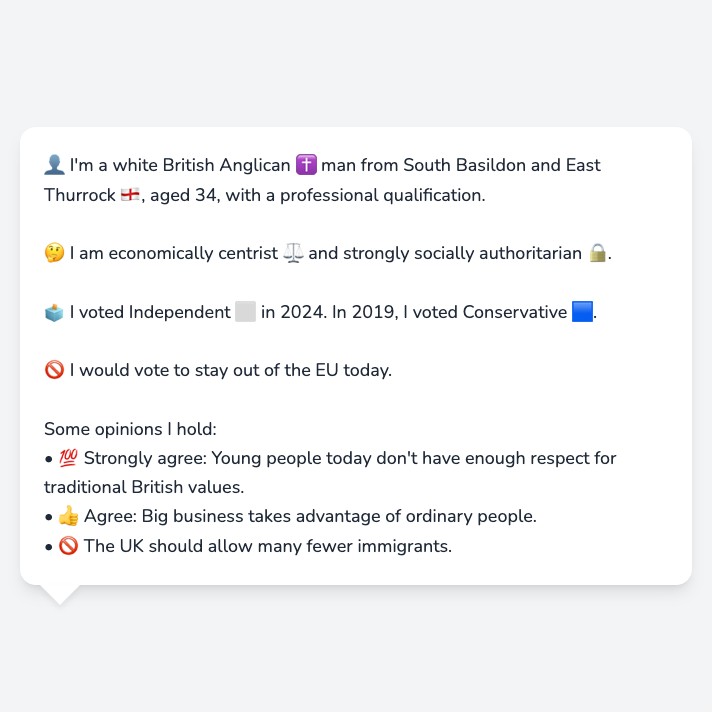 👤 I'm a white British Anglican ✝️ man from South Basildon and East
Thurrock 🏴󠁧󠁢󠁥󠁮󠁧󠁿, aged 34, with a professional qualification.
🤔 I am economically centrist ⚖️ and strongly socially authoritarian 🔒.
🗳️ I voted Independent ⬜ in 2024. In 2019, I voted Conservative 🟦.
🚫 I would vote to stay out of the EU today.
Some opinions I hold:
• 💯 Strongly agree: Young people today don't have enough respect for
traditional British values.
• 👍 Agree: Big business takes advantage of ordinary people.
• 🚫 The UK should allow many fewer immigrants.